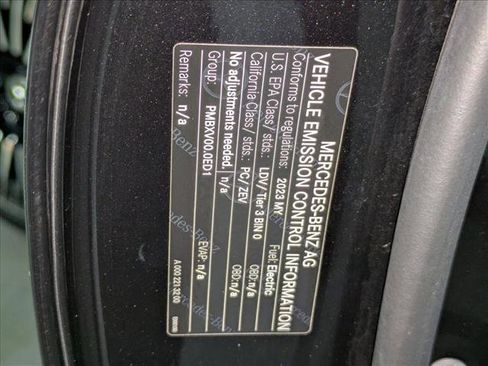 MERCEDES-BENZ AG
VEHICLE EMISSION CONTROL INFORMATION
Conforms to regulations: 2023 MY Fuel: Electric
U.S. EPA Class/ stds.: LDV/ Tier 3 BIN 0 OBD: n/a
California Class/ stds.: PC/ ZEV OBD: n/a
No adjustments needed. n/a
Group: PMBXV00.0ED1 EVAP: n/a
Remarks: n/a A 000 221 32 00